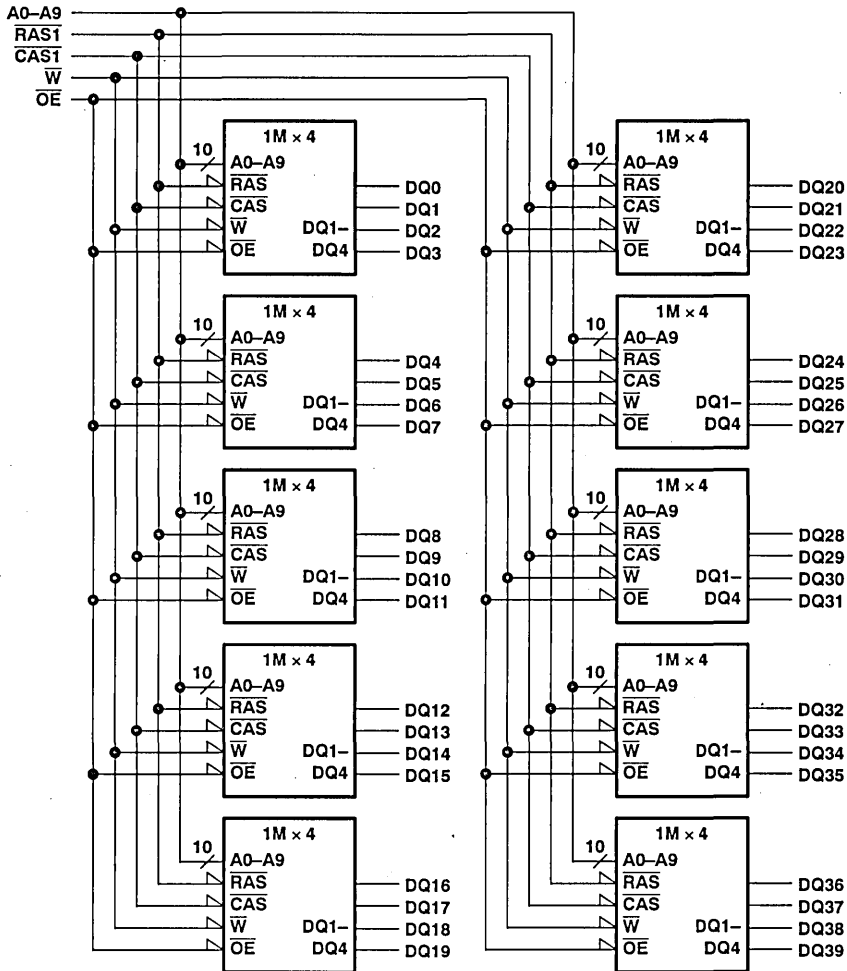 A0–A9
RAS1
CAS1
W
OE
1M × 4
10
A0–A9
RAS
CAS
W
OE
DQ1–
DQ4
DQ0
DQ1
DQ2
DQ3
1M × 4
10
A0–A9
RAS
CAS
W
OE
DQ1–
DQ4
DQ4
DQ5
DQ6
DQ7
1M × 4
10
A0–A9
RAS
CAS
W
OE
DQ1–
DQ4
DQ8
DQ9
DQ10
DQ11
1M × 4
10
A0–A9
RAS
CAS
W
OE
DQ1–
DQ4
DQ12
DQ13
DQ14
DQ15
1M × 4
10
A0–A9
RAS
CAS
W
OE
DQ1–
DQ4
DQ16
DQ17
DQ18
DQ19
1M × 4
10
A0–A9
RAS
CAS
W
OE
DQ1–
DQ4
DQ20
DQ21
DQ22
DQ23
1M × 4
10
A0–A9
RAS
CAS
W
OE
DQ1–
DQ4
DQ24
DQ25
DQ26
DQ27
1M × 4
10
A0–A9
RAS
CAS
W
OE
DQ1–
DQ4
DQ28
DQ29
DQ30
DQ31
1M × 4
10
A0–A9
RAS
CAS
W
OE
DQ1–
DQ4
DQ32
DQ33
DQ34
DQ35
1M × 4
10
A0–A9
RAS
CAS
W
OE
DQ1–
DQ4
DQ36
DQ37
DQ38
DQ39